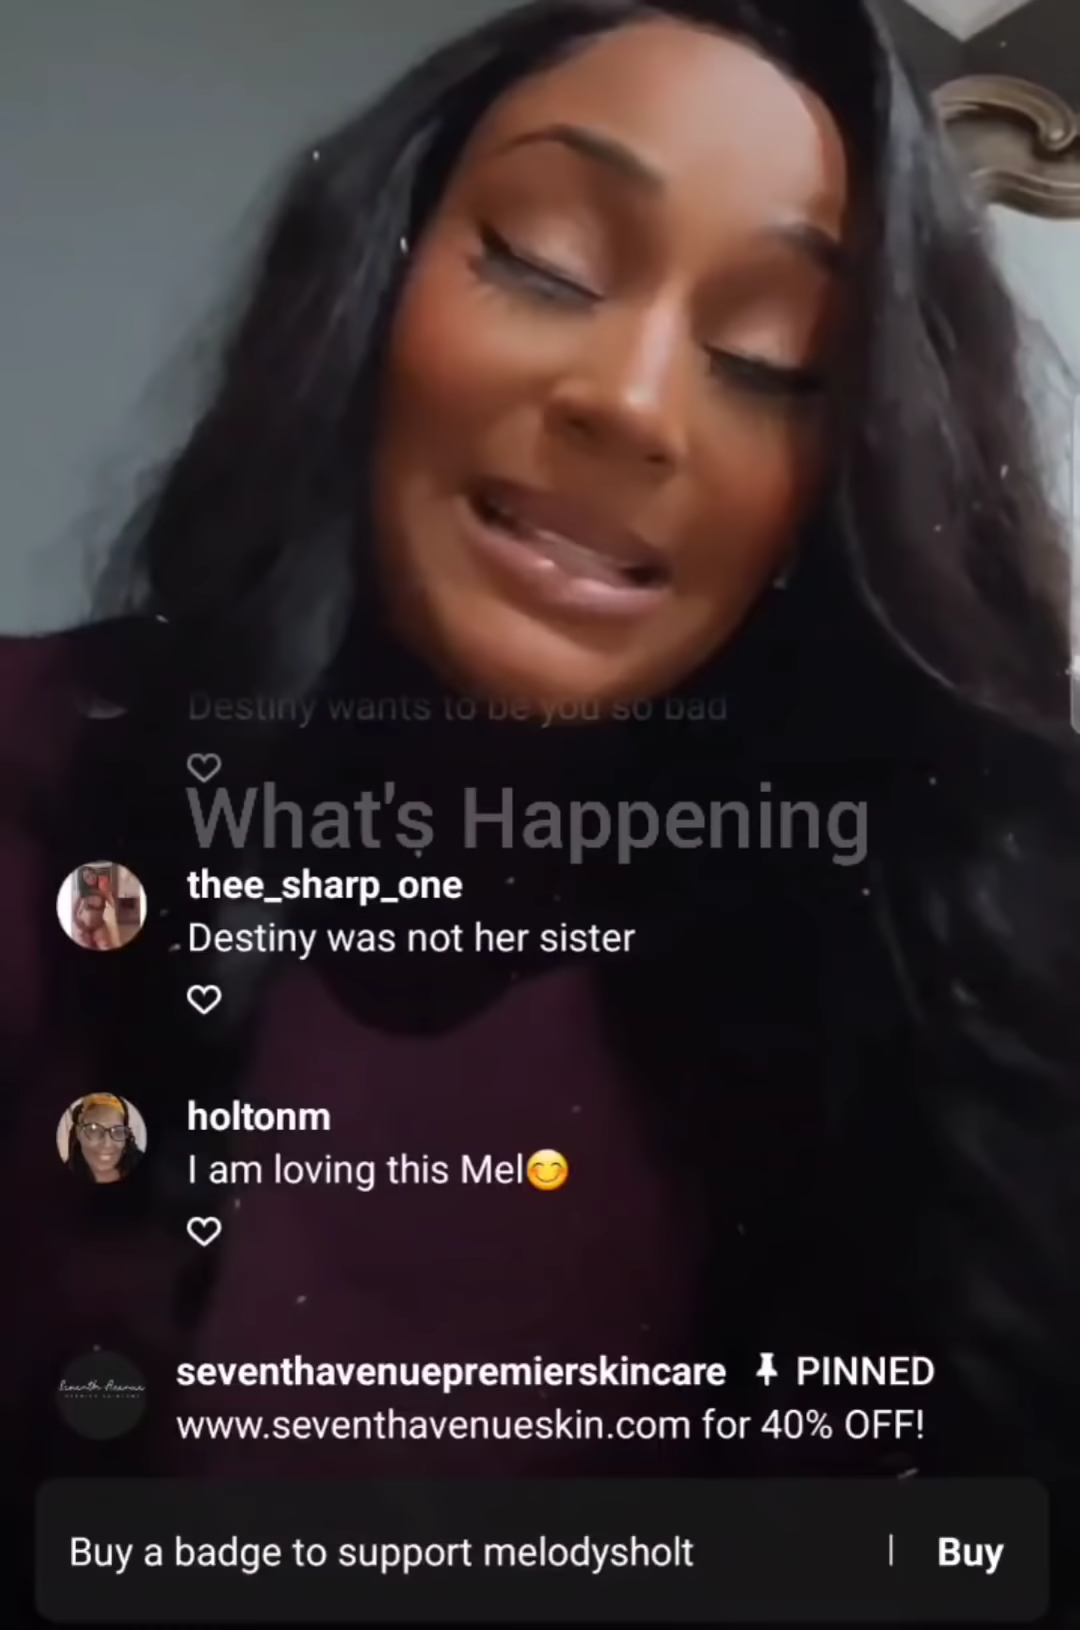 Destiny wants to be you so bad
What's Happening
thee_sharp_one
Destiny was not her sister
holtonm
I am loving this Mel😊
seventhavenuepremierskincare PINNED
www.seventhavenueskin.com for 40% OFF!
Buy a badge to support melodysholt | Buy